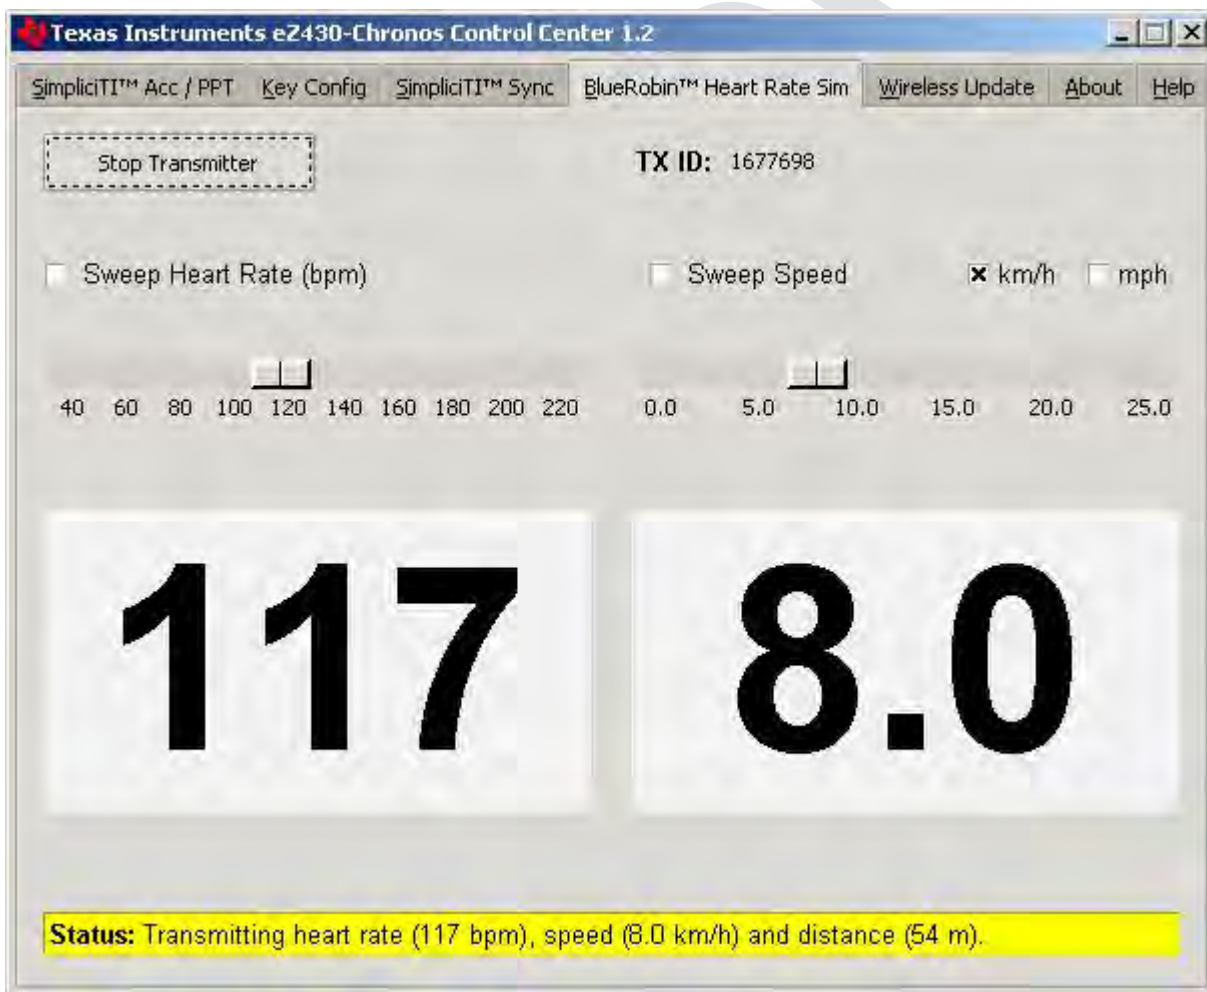 Texas Instruments eZ430-Chronos Control Center 1.2
SimpliciTI™ Acc / PPT Key Config SimpliciTI™ Sync BlueRobin™ Heart Rate Sim Wireless Update About Help
Stop Transmitter TX ID: 1677698
Sweep Heart Rate (bpm) Sweep Speed km/h mph
40 60 80 100 120 140 160 180 200 220 0.0 5.0 10.0 15.0 20.0 25.0
117 8.0
Status: Transmitting heart rate (117 bpm), speed (8.0 km/h) and distance (54 m).